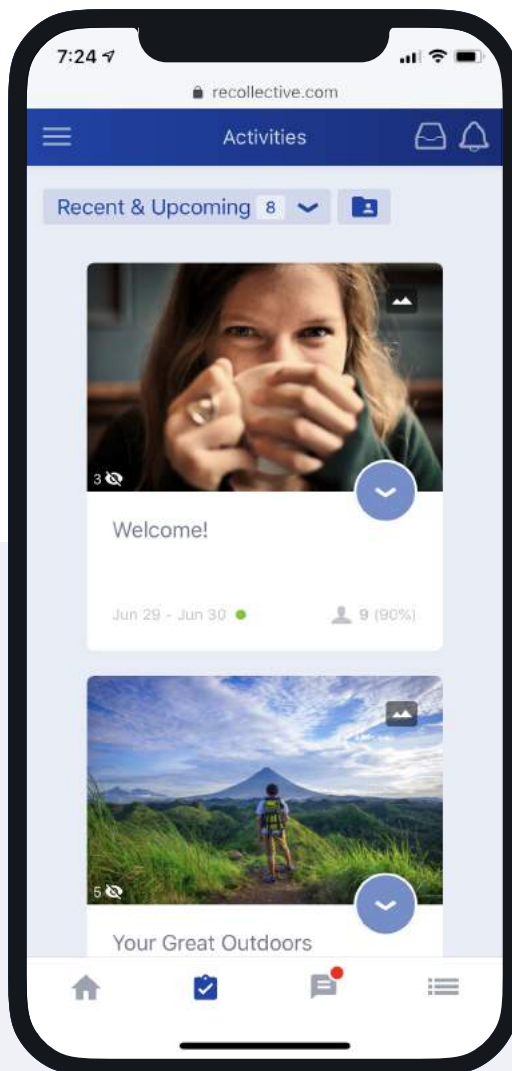 7:24
recollective.com
Activities
Recent & Upcoming 8
3
Welcome!
Jun 29 - Jun 30 9 (90%)
5
Your Great Outdoors